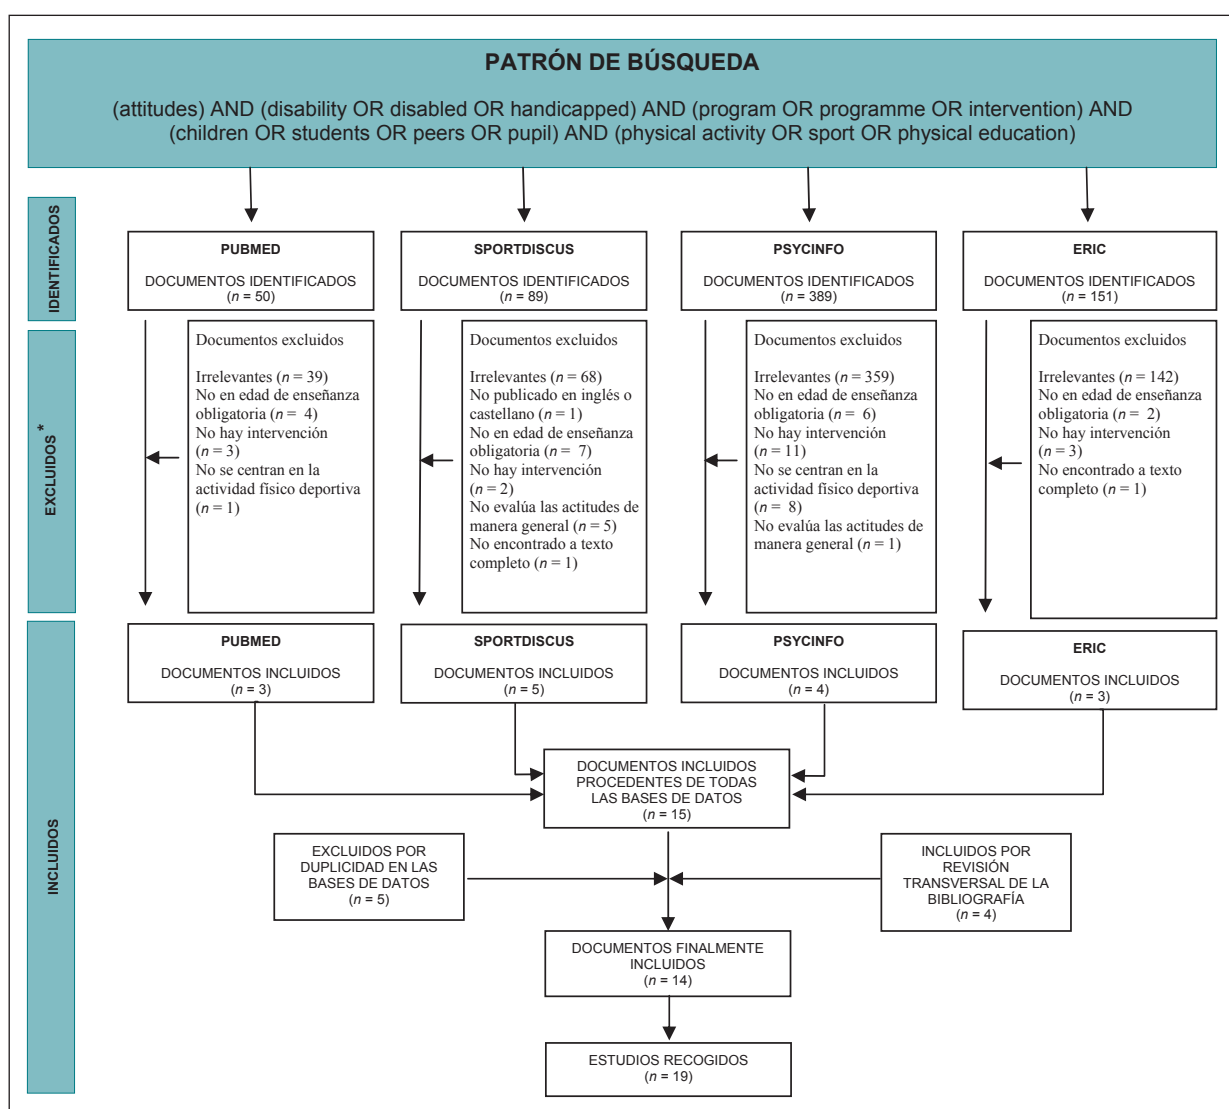 PATRÓN DE BÚSQUEDA
(attitudes) AND (disability OR disabled OR handicapped) AND (program OR programme OR intervention) AND
(children OR students OR peers OR pupil) AND (physical activity OR sport OR physical education)
IDENTIFICADOS
PUBMED
DOCUMENTOS IDENTIFICADOS
(n = 50)
SPORTDISCUS
DOCUMENTOS IDENTIFICADOS
(n = 89)
PSYCINFO
DOCUMENTOS IDENTIFICADOS
(n = 389)
ERIC
DOCUMENTOS IDENTIFICADOS
(n = 151)
EXCLUIDOS *
Documentos excluidos
Irrelevantes (n = 39)
No en edad de enseñanza
obligatoria (n = 4)
No hay intervención
(n = 3)
No se centran en la
actividad físico deportiva
(n = 1)
Documentos excluidos
Irrelevantes (n = 68)
No publicado en inglés o
castellano (n = 1)
No en edad de enseñanza
obligatoria (n = 7)
No hay intervención
(n = 2)
No evalúa las actitudes de
manera general (n = 5)
No encontrado a texto
completo (n = 1)
Documentos excluidos
Irrelevantes (n = 359)
No en edad de enseñanza
obligatoria (n = 6)
No hay intervención
(n = 11)
No se centran en la
actividad físico deportiva
(n = 8)
No evalúa las actitudes de
manera general (n = 1)
Documentos excluidos
Irrelevantes (n = 142)
No en edad de enseñanza
obligatoria (n = 2)
No hay intervención
(n = 3)
No encontrado a texto
completo (n = 1)
INCLUIDOS
PUBMED
DOCUMENTOS INCLUIDOS
(n = 3)
SPORTDISCUS
DOCUMENTOS INCLUIDOS
(n = 5)
PSYCINFO
DOCUMENTOS INCLUIDOS
(n = 4)
ERIC
DOCUMENTOS INCLUIDOS
(n = 3)
DOCUMENTOS INCLUIDOS
PROCEDENTES DE TODAS
LAS BASES DE DATOS
(n = 15)
EXCLUIDOS POR
DUPLICIDAD EN LAS
BASES DE DATOS
(n = 5)
INCLUIDOS POR
REVISIÓN
TRANSVERSAL DE LA
BIBLIOGRAFÍA
(n = 4)
DOCUMENTOS FINALMENTE
INCLUIDOS
(n = 14)
ESTUDIOS RECOGIDOS
(n = 19)